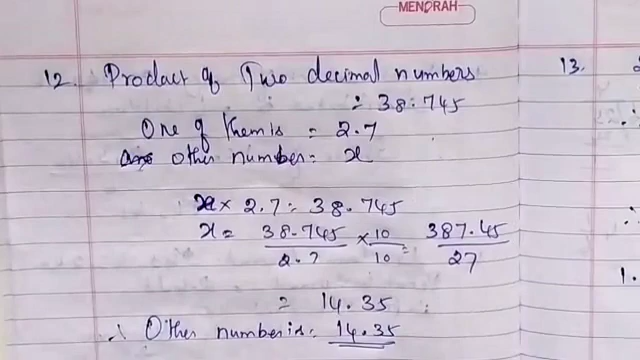 MENORAH
12. Product of Two decimal numbers
= 38.745
One of them is = 2.7
other number = x
x × 2.7 = 38.745
x = 38.745/2.7 × 10/10 = 387.45/27
= 14.35
∴ Other number is = 14.35
13.
1.